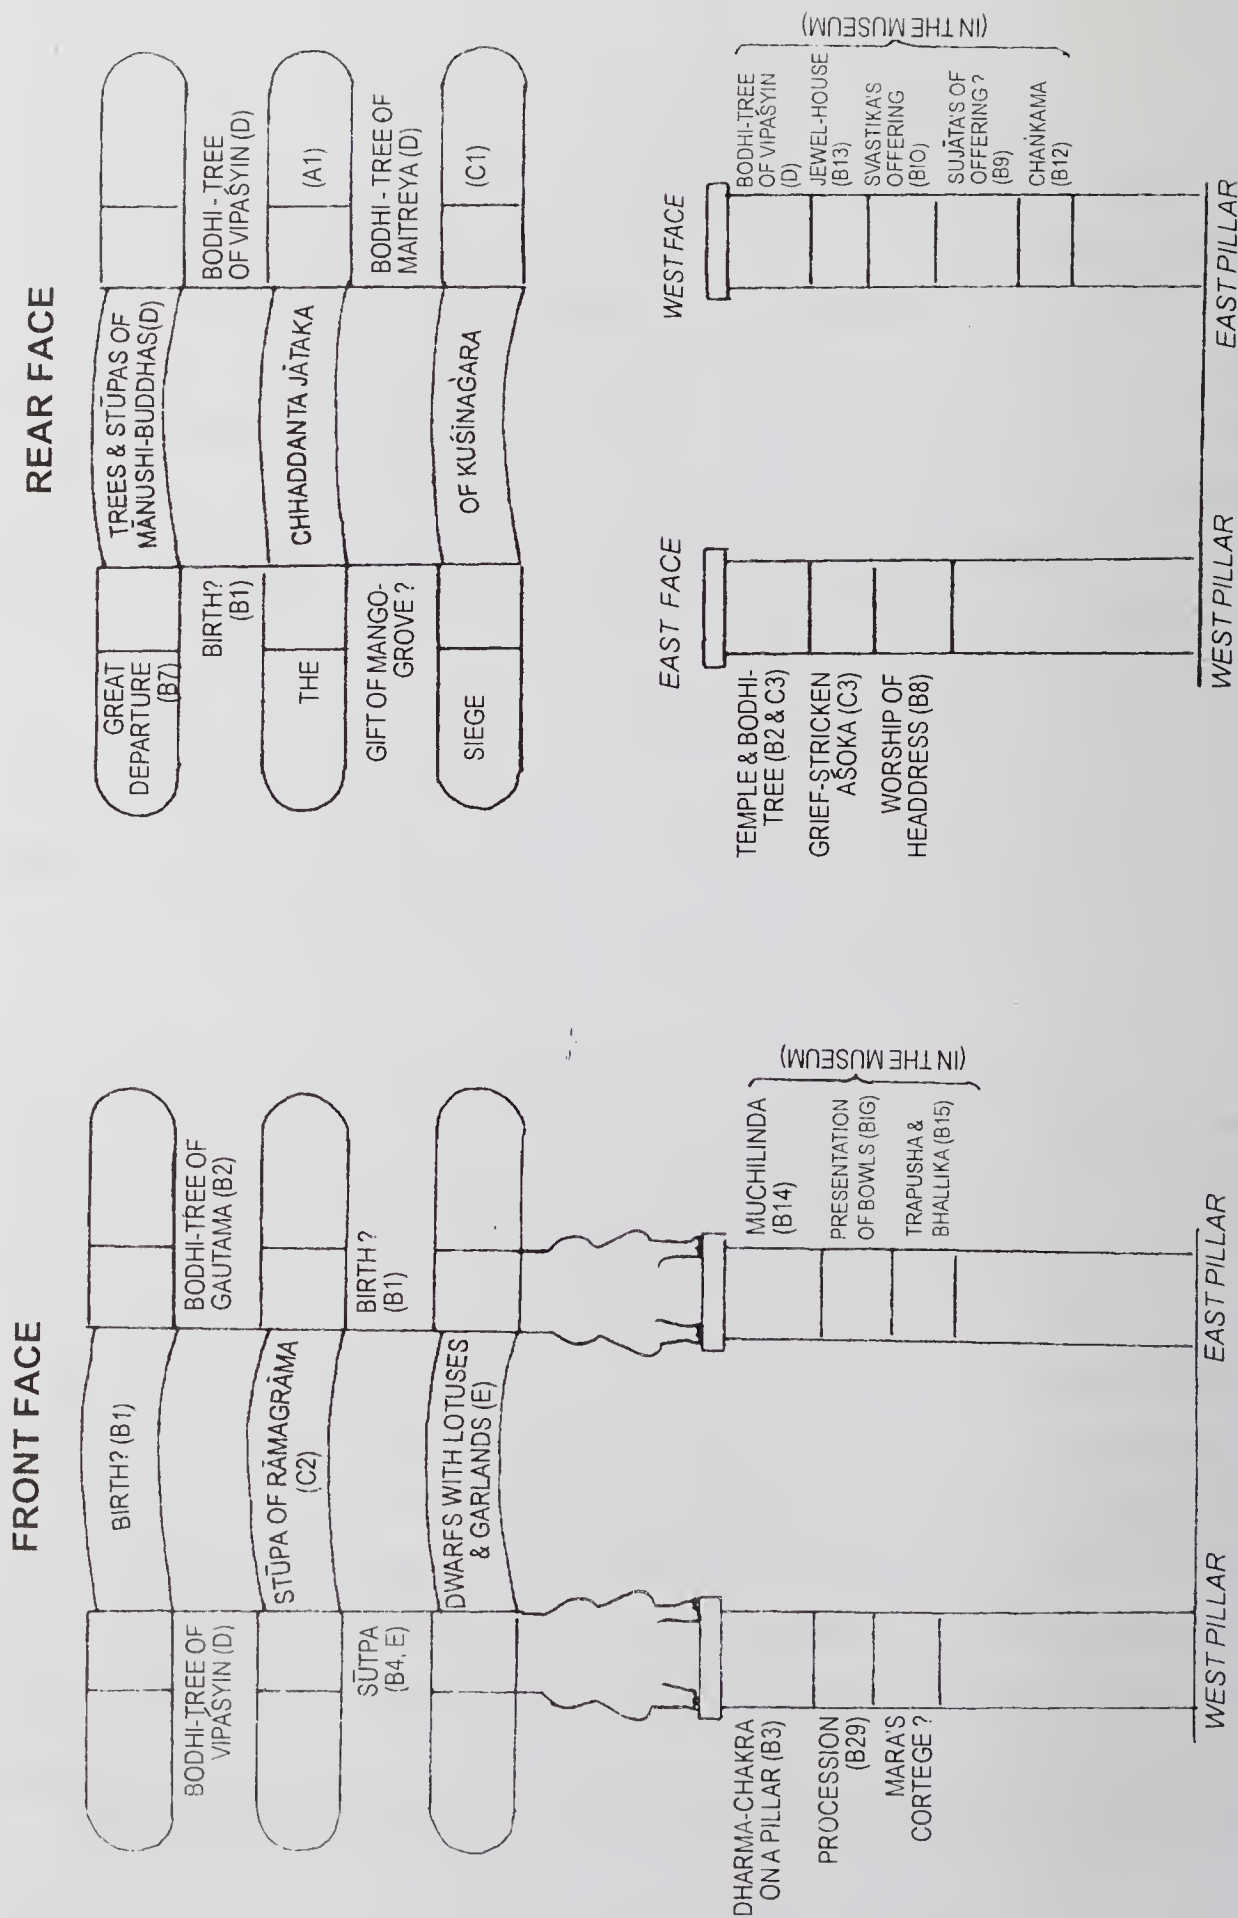 FRONT FACE
BIRTH? (B1)
BODHI-TREE OF
VIPAŚYIN (D)
BODHI-TREE OF
GAUTAMA (B2)
STŪPA OF RĀMAGRĀMA
(C2)
SŪTPA
(B4, E)
BIRTH?
(B1)
DWARFS WITH LOTUSES
& GARLANDS (E)
DHARMA-CHAKRA
ON A PILLAR (B3)
PROCESSION
(B29)
MARA'S
CORTEGE ?
MUCHILINDA
(B14)
PRESENTATION
OF BOWLS (BIG)
TRAPUSHA &
BHALLIKA (B15)
(IN THE MUSEUM)
WEST PILLAR
EAST PILLAR
REAR FACE
GREAT
DEPARTURE
(B7)
TREES & STŪPAS OF
MĀNUSHI-BUDDHAS(D)
BIRTH?
(B1)
BODHI - TREE
OF VIPAŚYIN (D)
THE
CHHADDANTA JĀTAKA
(A1)
GIFT OF MANGO-
GROVE ?
BODHI - TREE OF
MAITREYA (D)
SIEGE
OF KUŚINAGARA
(C1)
EAST FACE
TEMPLE & BODHI-
TREE (B2 & C3)
GRIEF-STRICKEN
AŚOKA (C3)
WORSHIP OF
HEADDRESS (B8)
WEST FACE
BODHI-TREE
OF VIPAŚYIN
(D)
JEWEL-HOUSE
(B13)
SVASTIKA'S
OFFERING
(B1O)
SUJĀTA'S OF
OFFERING ?
(B9)
CHAṄKAMA
(B12)
(IN THE MUSEUM)
WEST PILLAR
EAST PILLAR